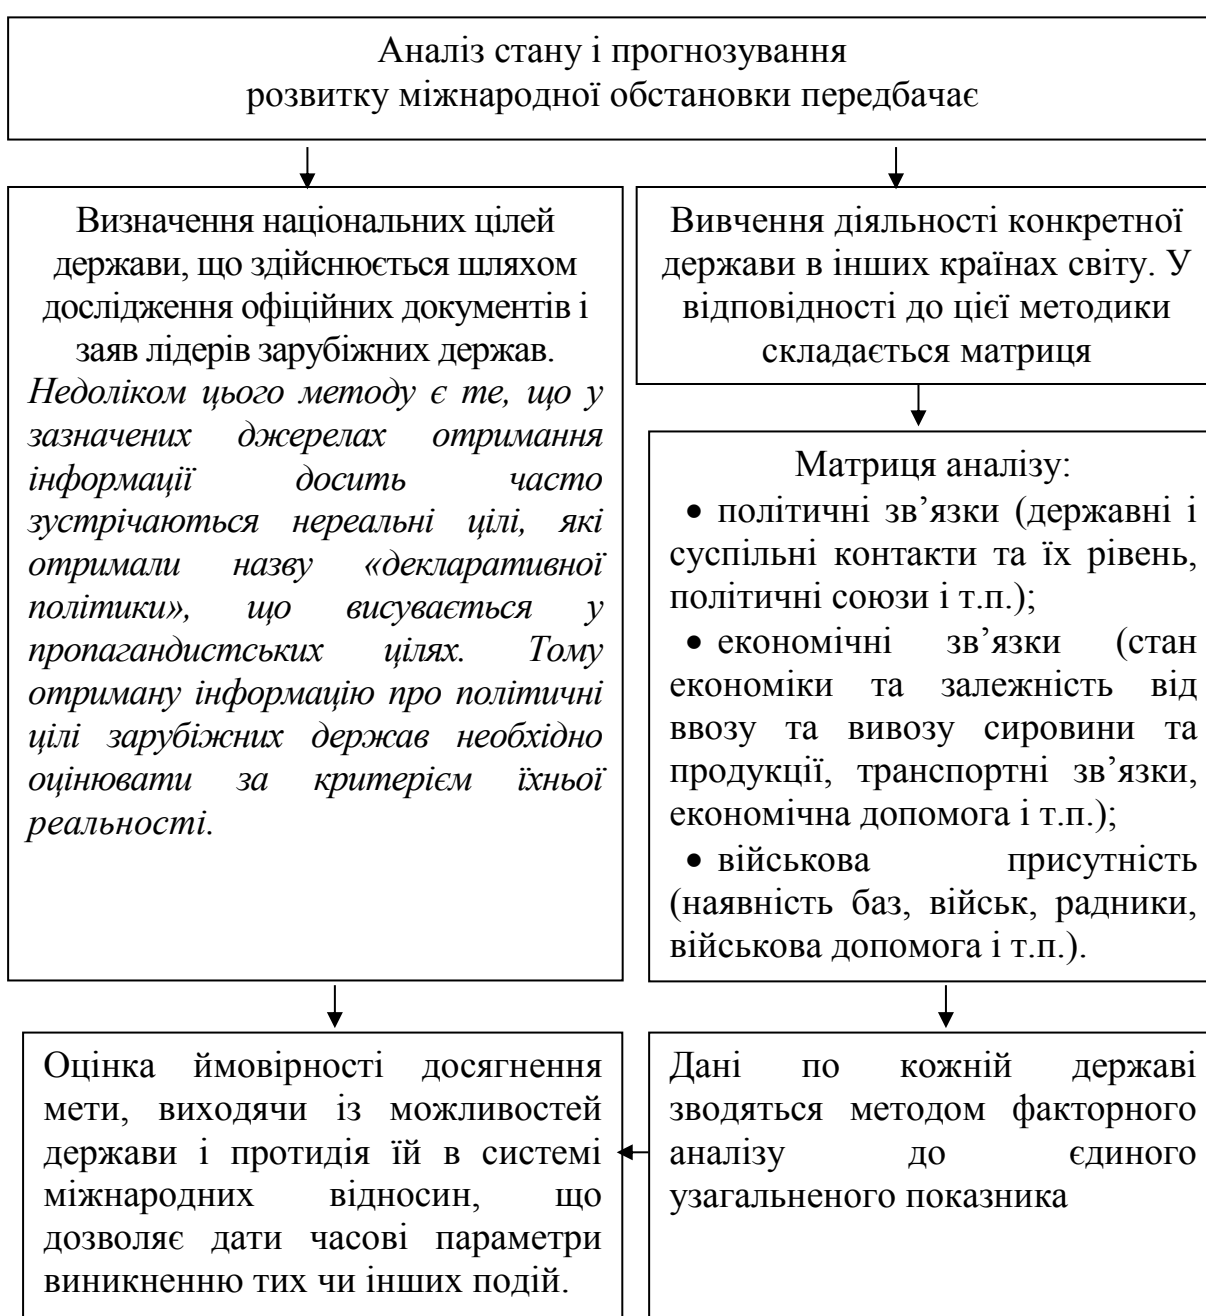 Аналіз стану і прогнозування
розвитку міжнародної обстановки передбачає
Визначення національних цілей
держави, що здійснюється шляхом
дослідження офіційних документів і
заяв лідерів зарубіжних держав.
Недоліком цього методу є те, що у
зазначених джерелах отримання
інформації досить часто
зустрічаються нереальні цілі, які
отримали назву «декларативної
політики», що висувається у
пропагандистських цілях. Тому
отриману інформацію про політичні
цілі зарубіжних держав необхідно
оцінювати за критерієм їхньої
реальності.
Вивчення діяльності конкретної
держави в інших країнах світу. У
відповідності до цієї методики
складається матриця
Матриця аналізу:
• політичні зв’язки (державні і
суспільні контакти та їх рівень,
політичні союзи і т.п.);
• економічні зв’язки (стан
економіки та залежність від
ввозу та вивозу сировини та
продукції, транспортні зв’язки,
економічна допомога і т.п.);
• військова присутність
(наявність баз, військ, радники,
військова допомога і т.п.).
Оцінка ймовірності досягнення
мети, виходячи із можливостей
держави і протидія їй в системі
міжнародних відносин, що
дозволяє дати часові параметри
виникненню тих чи інших подій.
Дані по кожній державі
зводяться методом факторного
аналізу до єдиного
узагальненого показника